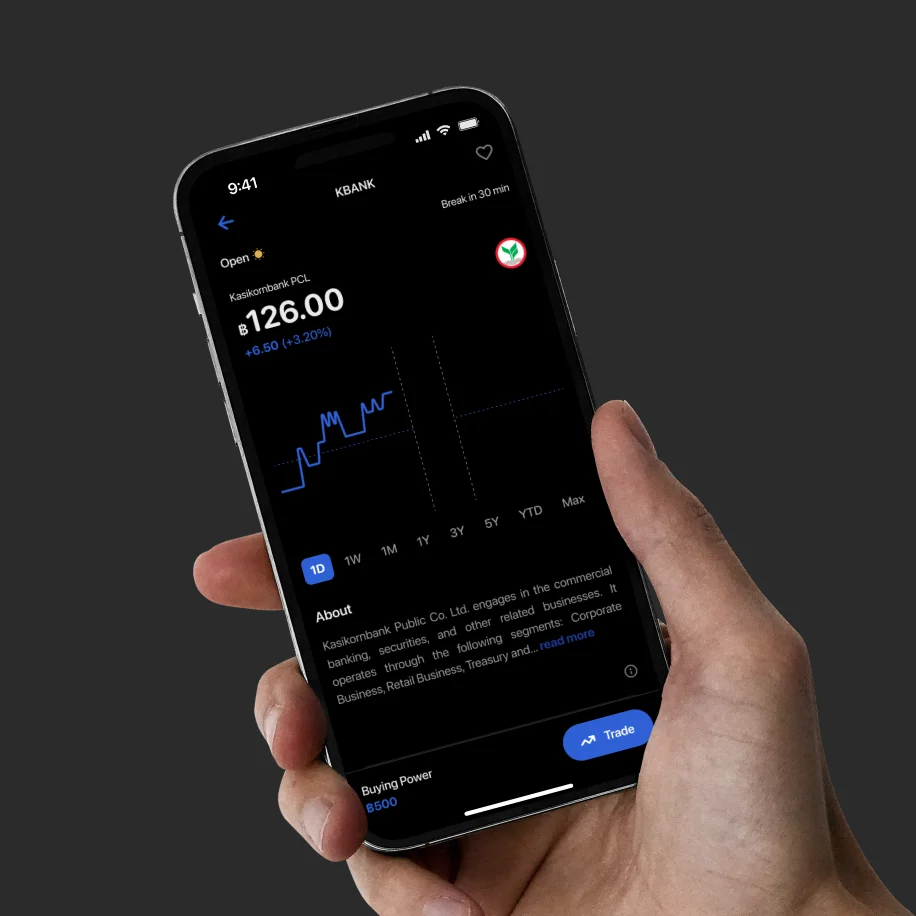 9:41
KBANK
Break in 30 min
Open
Kasikornbank PCL
฿126.00
+6.50 (+3.20%)
1D 1W 1M 1Y 3Y 5Y YTD Max
About
Kasikornbank Public Co. Ltd. engages in the commercial
banking, securities, and other related businesses. It
operates through the following segments: Corporate
Business, Retail Business, Treasury and... read more
Buying Power
฿500
Trade